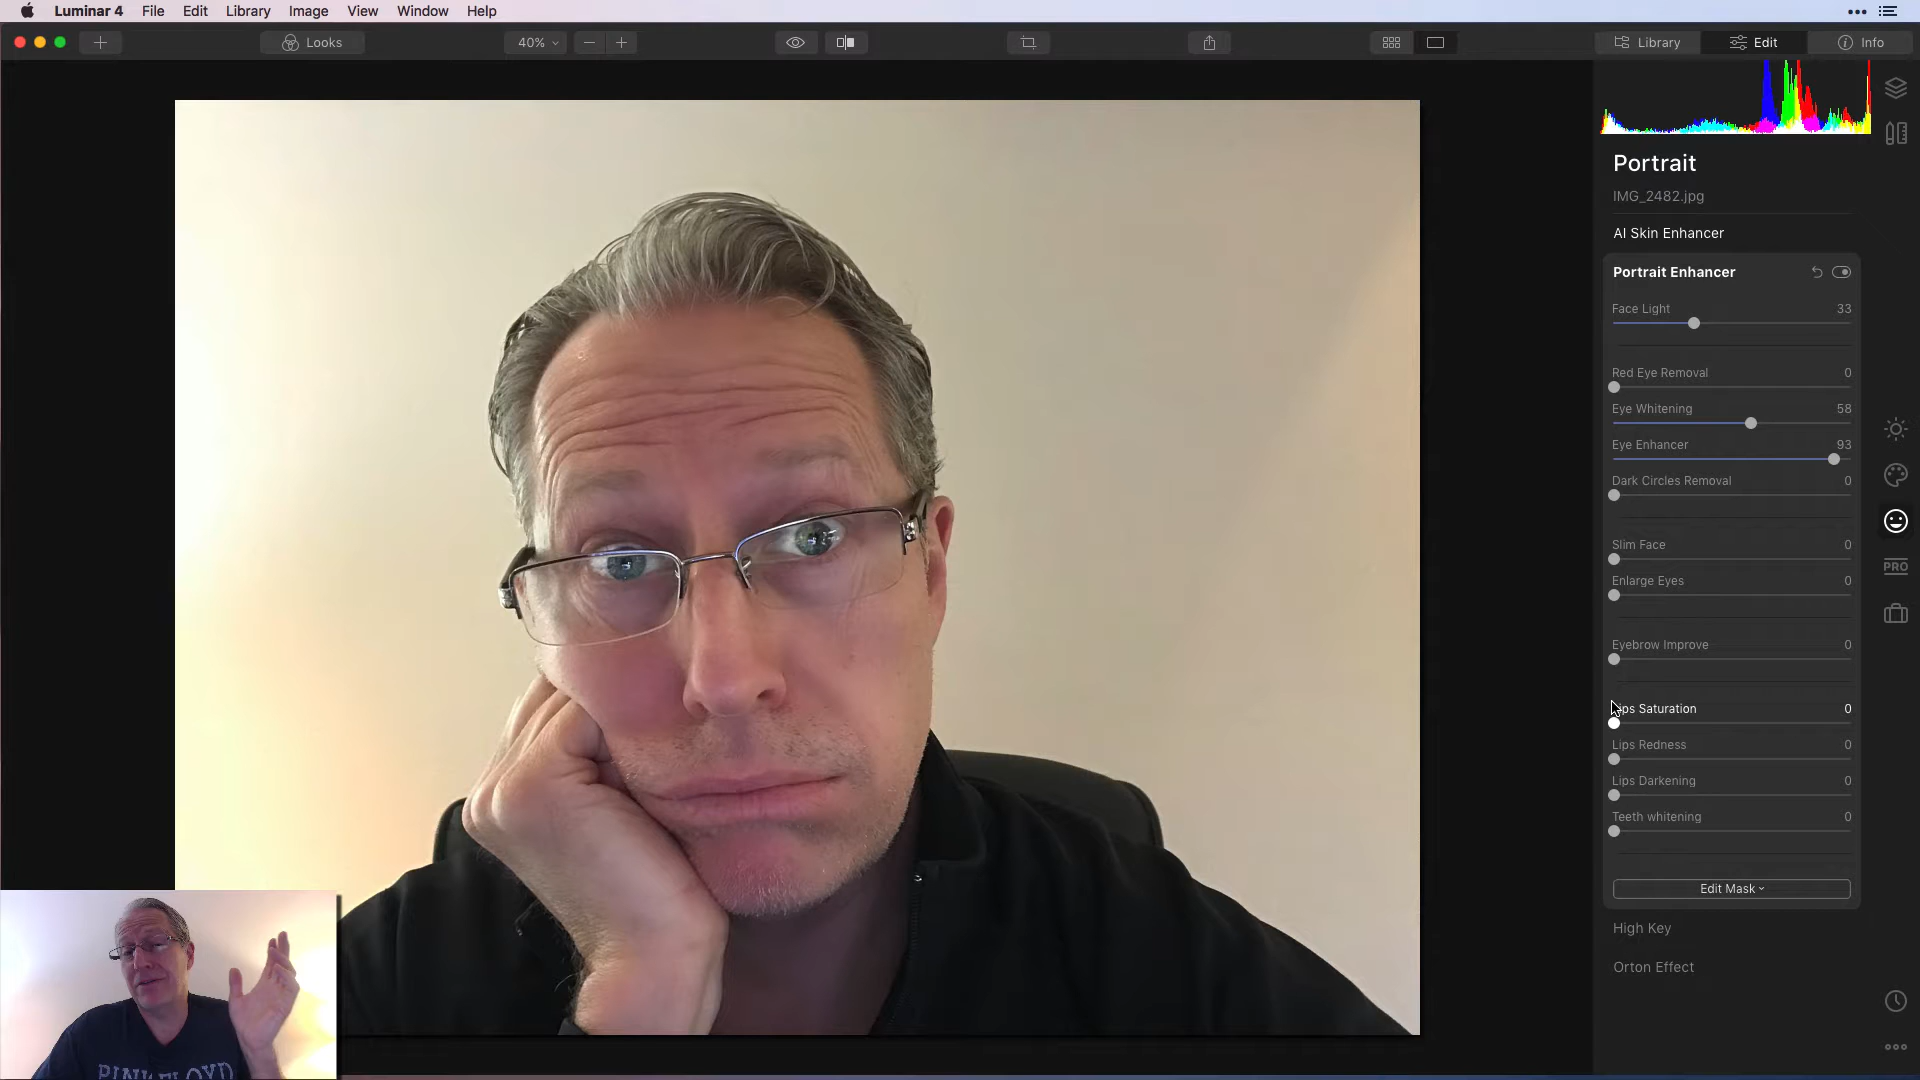 Luminar 4 File Edit Library Image View Window Help
Looks 40% Library Edit Info
Portrait
IMG_2482.jpg
AI Skin Enhancer
Portrait Enhancer
Face Light 33
Red Eye Removal 0
Eye Whitening 58
Eye Enhancer 93
Dark Circles Removal 0
Slim Face 0
Enlarge Eyes 0
PRO
Eyebrow Improve 0
Lips Saturation 0
Lips Redness 0
Lips Darkening 0
Teeth whitening 0
Edit Mask
High Key
Orton Effect
PINK FLOYD